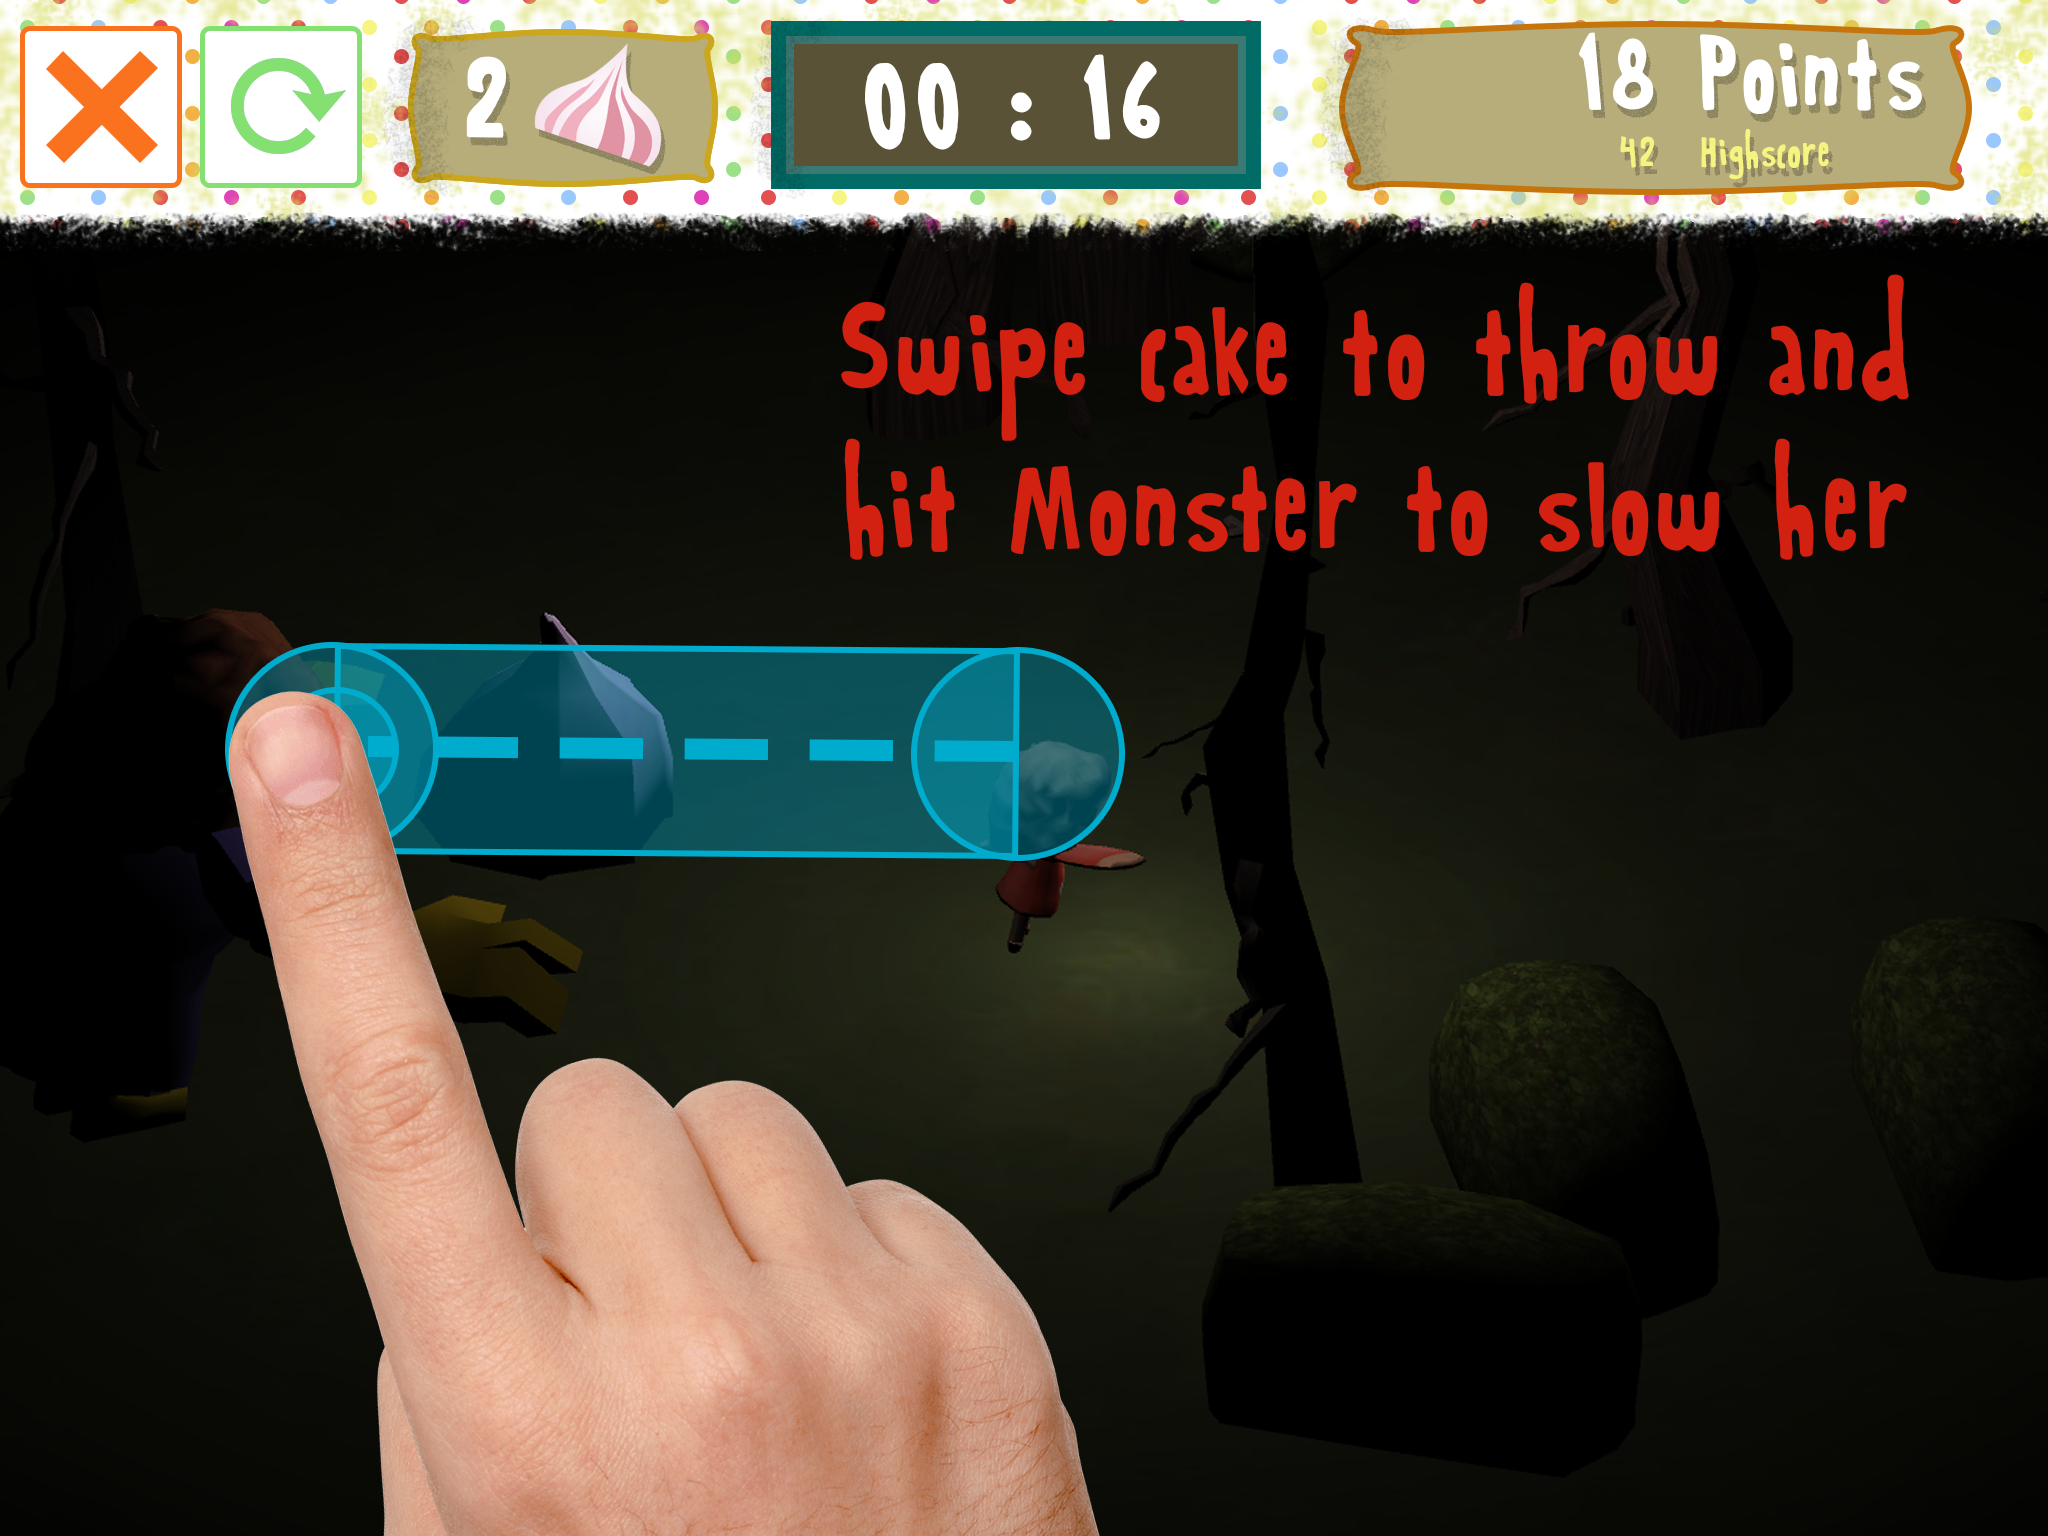 2
00 : 16
18 Points
42 Highscore
Swipe cake to throw and
hit Monster to slow her